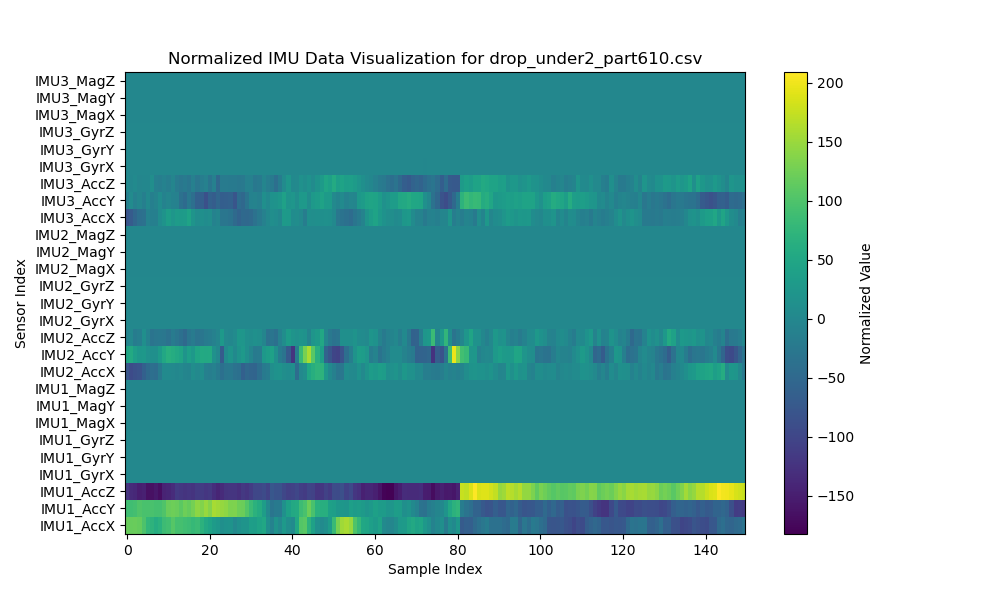 Normalized IMU Data Visualization for drop_under2_part610.csv
IMU3_MagZ
IMU3_MagY
IMU3_MagX
IMU3_GyrZ
IMU3_GyrY
IMU3_GyrX
IMU3_AccZ
IMU3_AccY
IMU3_AccX
IMU2_MagZ
IMU2_MagY
IMU2_MagX
IMU2_GyrZ
IMU2_GyrY
IMU2_GyrX
IMU2_AccZ
IMU2_AccY
IMU2_AccX
IMU1_MagZ
IMU1_MagY
IMU1_MagX
IMU1_GyrZ
IMU1_GyrY
IMU1_GyrX
IMU1_AccZ
IMU1_AccY
IMU1_AccX
Sensor Index
0 20 40 60 80 100 120 140
Sample Index
200
150
100
50
0
−50
−100
−150
Normalized Value